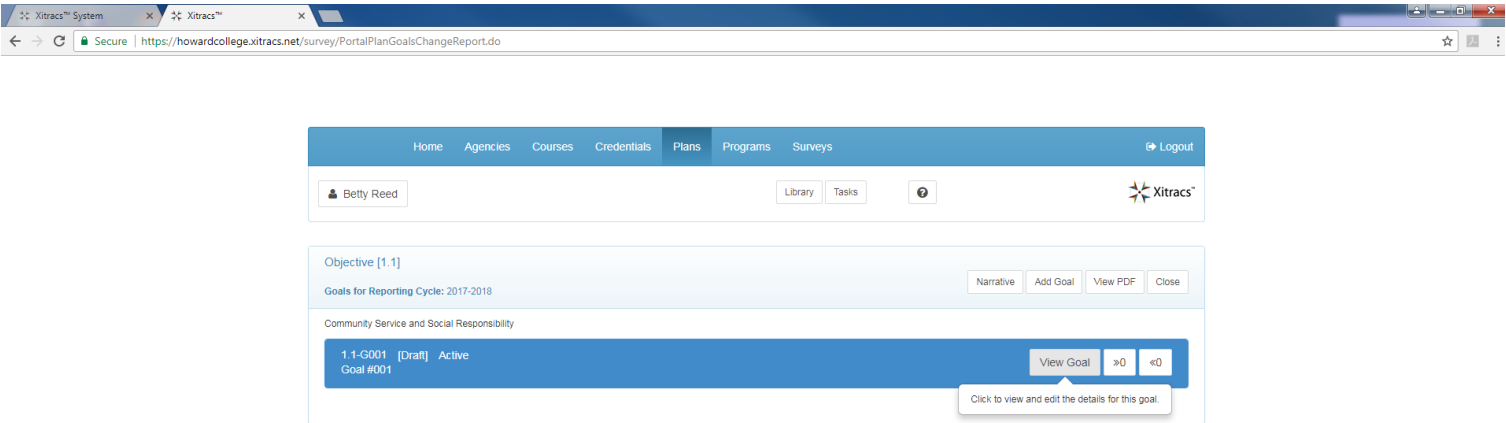 Xitracs™ System
Xitracs™
Secure | https://howardcollege.xitracs.net/survey/PortalPlanGoalsChangeReport.do
Home Agencies Courses Credentials Plans Programs Surveys Logout
Betty Reed Library Tasks Xitracs™
Objective [1.1]
Narrative Add Goal View PDF Close
Goals for Reporting Cycle: 2017-2018
Community Service and Social Responsibility
1.1-G001 [Draft] Active
Goal #001
View Goal »0 «0
Click to view and edit the details for this goal.